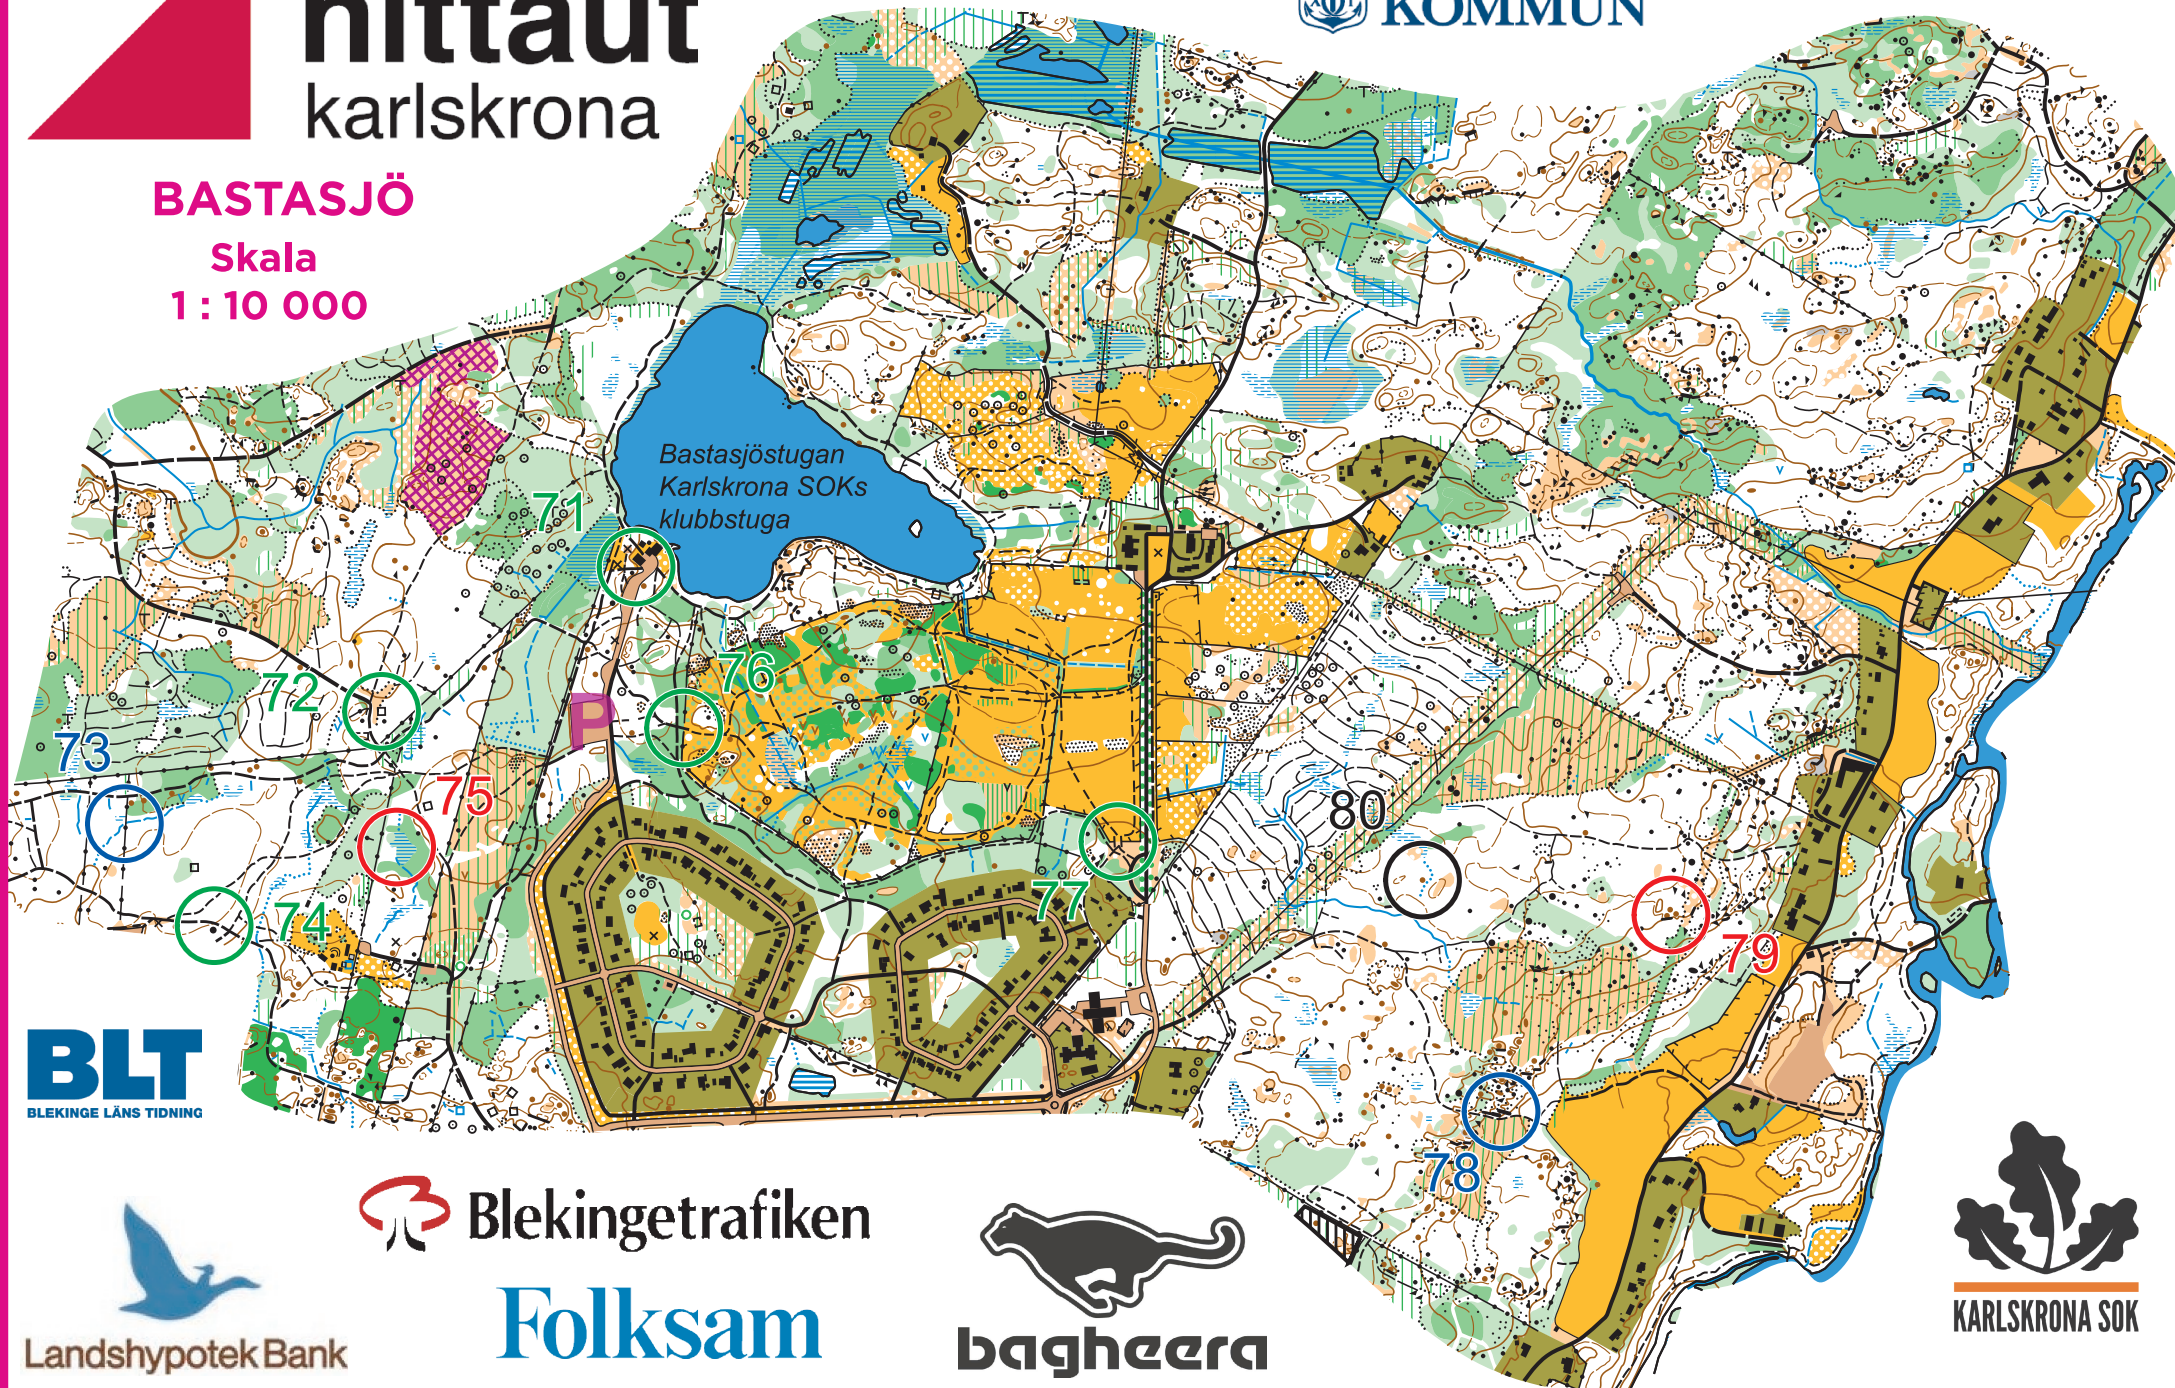 hittaut
karlskrona
KOMMUN
BASTASJÖ
Skala
1 : 10 000
Bastasjöstugan
Karlskrona SOKs
klubbstuga
71
72
76
73
75
P
80
77
74
79
78
BLT
BLEKINGE LÄNS TIDNING
Blekingetrafiken
Landshypotek Bank
Folksam
bagheera
KARLSKRONA SOK